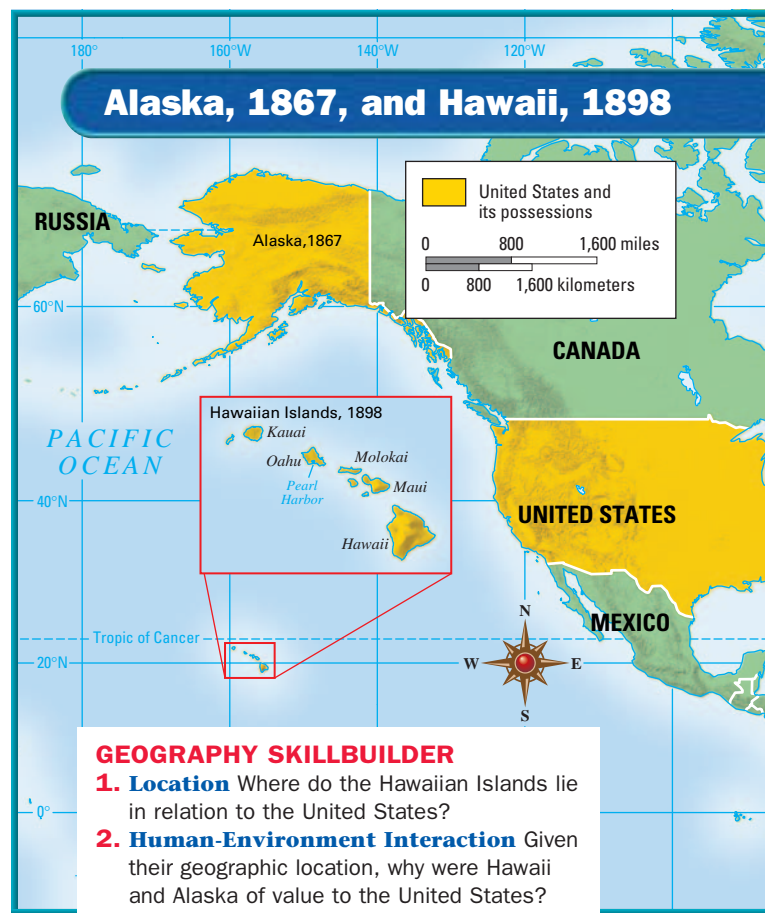 180°
160°W
140°W
120°W
Alaska, 1867, and Hawaii, 1898
United States and
its possessions
0 800 1,600 miles
0 800 1,600 kilometers
RUSSIA
Alaska,1867
60°N
CANADA
Hawaiian Islands, 1898
Kauai
Oahu
Molokai
Pearl
Harbor
Maui
Hawaii
PACIFIC
OCEAN
40°N
UNITED STATES
MEXICO
Tropic of Cancer
20°N
N
W E
S
0°
GEOGRAPHY SKILLBUILDER
1. Location Where do the Hawaiian Islands lie
in relation to the United States?
2. Human-Environment Interaction Given
their geographic location, why were Hawaii
and Alaska of value to the United States?